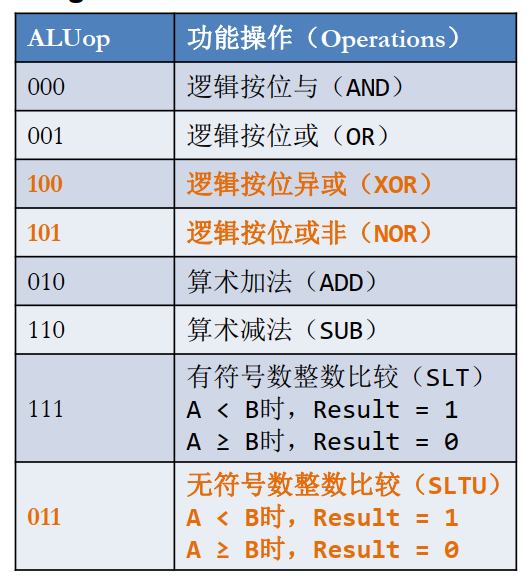 ALUop 功能操作（Operations）
000 逻辑按位与（AND）
001 逻辑按位或（OR）
100 逻辑按位异或（XOR）
101 逻辑按位或非（NOR）
010 算术加法（ADD）
110 算术减法（SUB）
111 有符号数整数比较（SLT）
A < B时，Result = 1
A ≥ B时，Result = 0
011 无符号数整数比较（SLTU）
A < B时，Result = 1
A ≥ B时，Result = 0